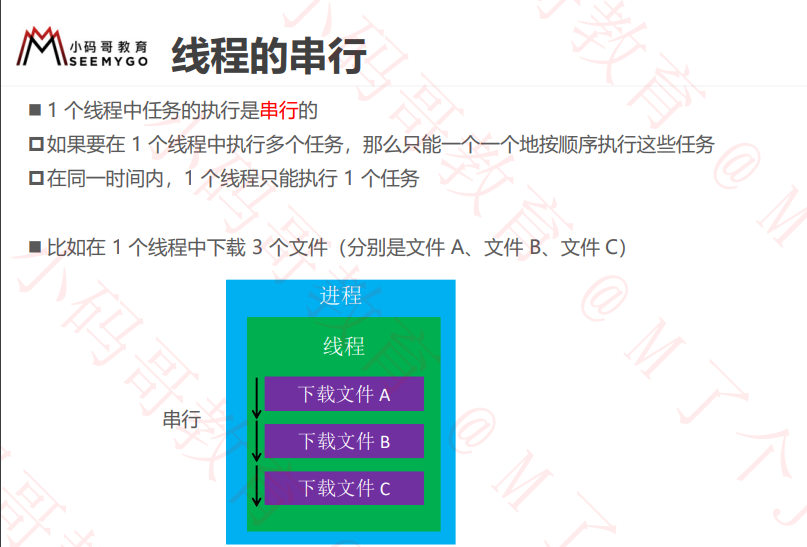 小码哥教育
SEEMYGO
线程的串行
■ 1 个线程中任务的执行是串行的
如果要在 1 个线程中执行多个任务，那么只能一个一个地按顺序执行这些任务
在同一时间内，1 个线程只能执行 1 个任务
■ 比如在 1 个线程中下载 3 个文件（分别是文件 A、文件 B、文件 C）
进程
线程
下载文件 A
串行
下载文件 B
下载文件 C
小码哥教育 @M了个J